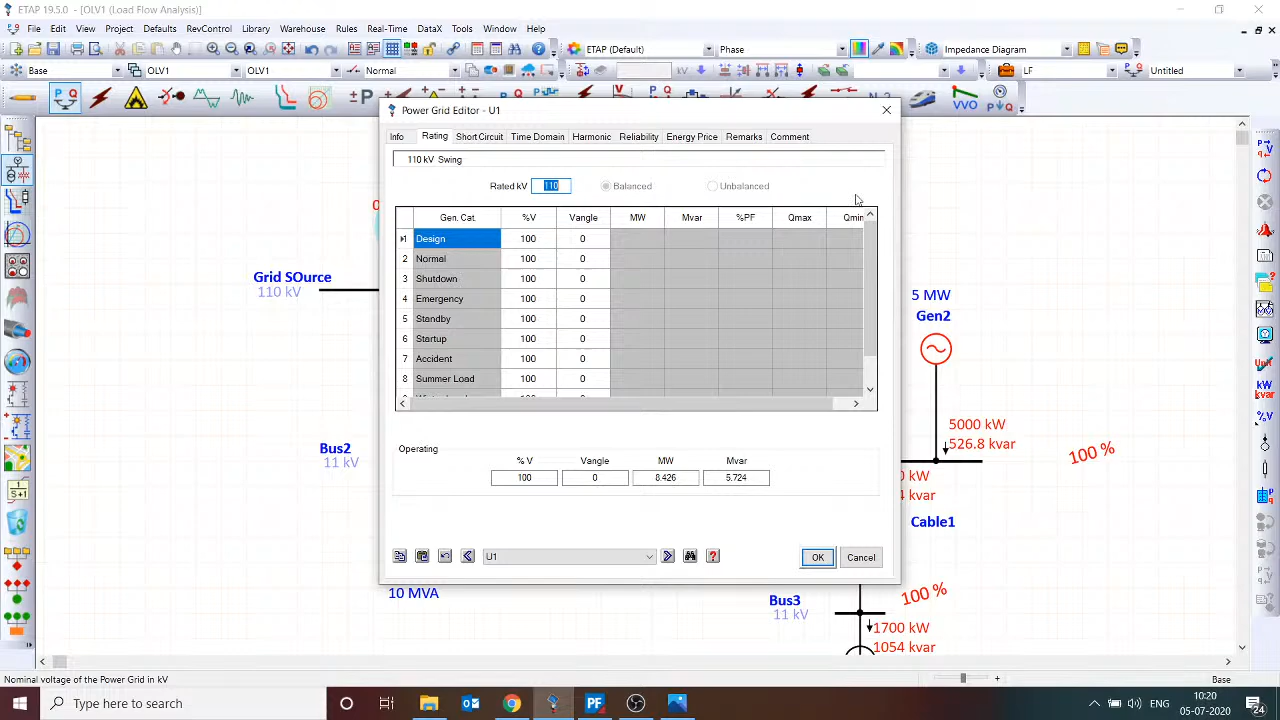 ETAP 19.5.0 - [OLV1 (Load Flow Analysis)]
File Edit View Project Defaults RevControl Library Warehouse Rules Real-Time DataX Tools Window Help
ETAP (Default) Phase Impedance Diagram
Base OLV1 OLV1 Normal kV LF Untitled
VVO
Power Grid Editor - U1
Info Rating Short Circuit Time Domain Harmonic Reliability Energy Price Remarks Comment
110 kV Swing
Rated kV 110 Balanced Unbalanced
Gen. Cat. %V Vangle MW Mvar %PF Qmax Qmin
1 Design 100 0
2 Normal 100 0
3 Shutdown 100 0
4 Emergency 100 0
5 Standby 100 0
6 Startup 100 0
7 Accident 100 0
8 Summer Load 100 0
Operating
% V Vangle MW Mvar
100 0 8.426 5.724
U1
OK Cancel
Grid SOurce
110 kV
Bus2
11 kV
10 MVA
5 MW
Gen2
5000 kW
526.8 kvar
100 %
Cable1
Bus3
11 kV
100 %
1700 kW
1054 kvar
Nominal voltage of the Power Grid in kV
Base
Type here to search
ENG
10:20
05-07-2020
24